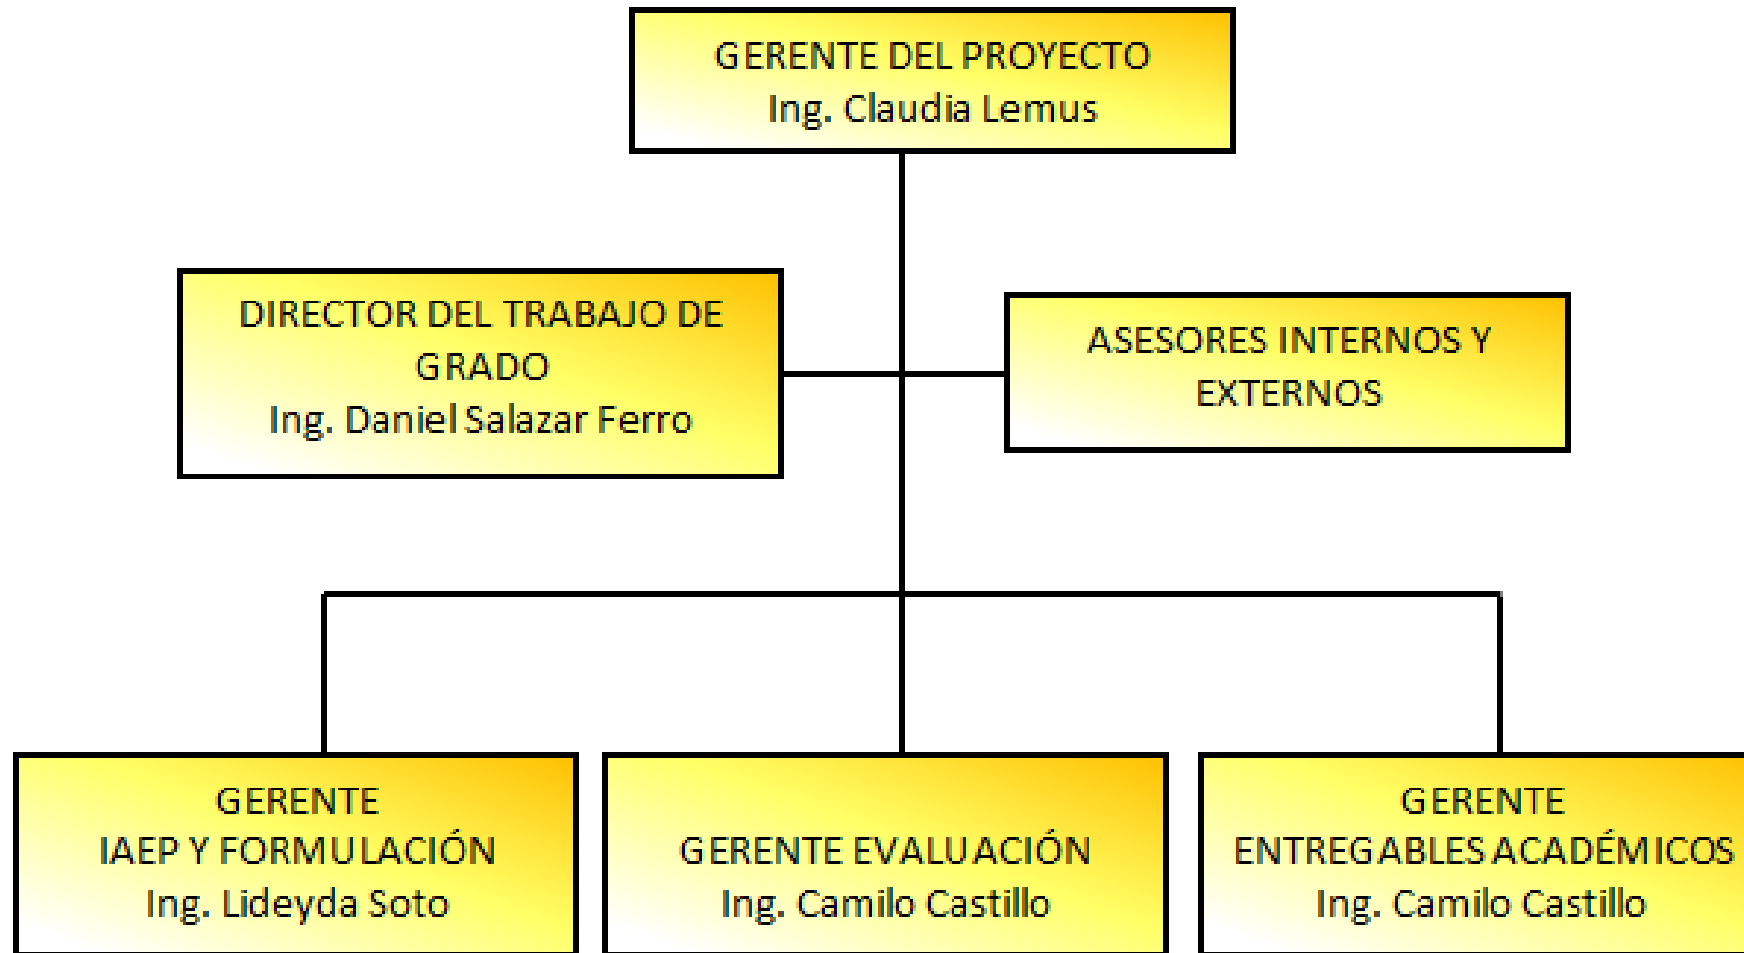 GERENTE DEL PROYECTO
Ing. Claudia Lemus
DIRECTOR DEL TRABAJO DE
GRADO
Ing. Daniel Salazar Ferro
ASESORES INTERNOS Y
EXTERNOS
GERENTE
IAEP Y FORMULACIÓN
Ing. Lideyda Soto
GERENTE EVALUACIÓN
Ing. Camilo Castillo
GERENTE
ENTREGABLES ACADÉMICOS
Ing. Camilo Castillo